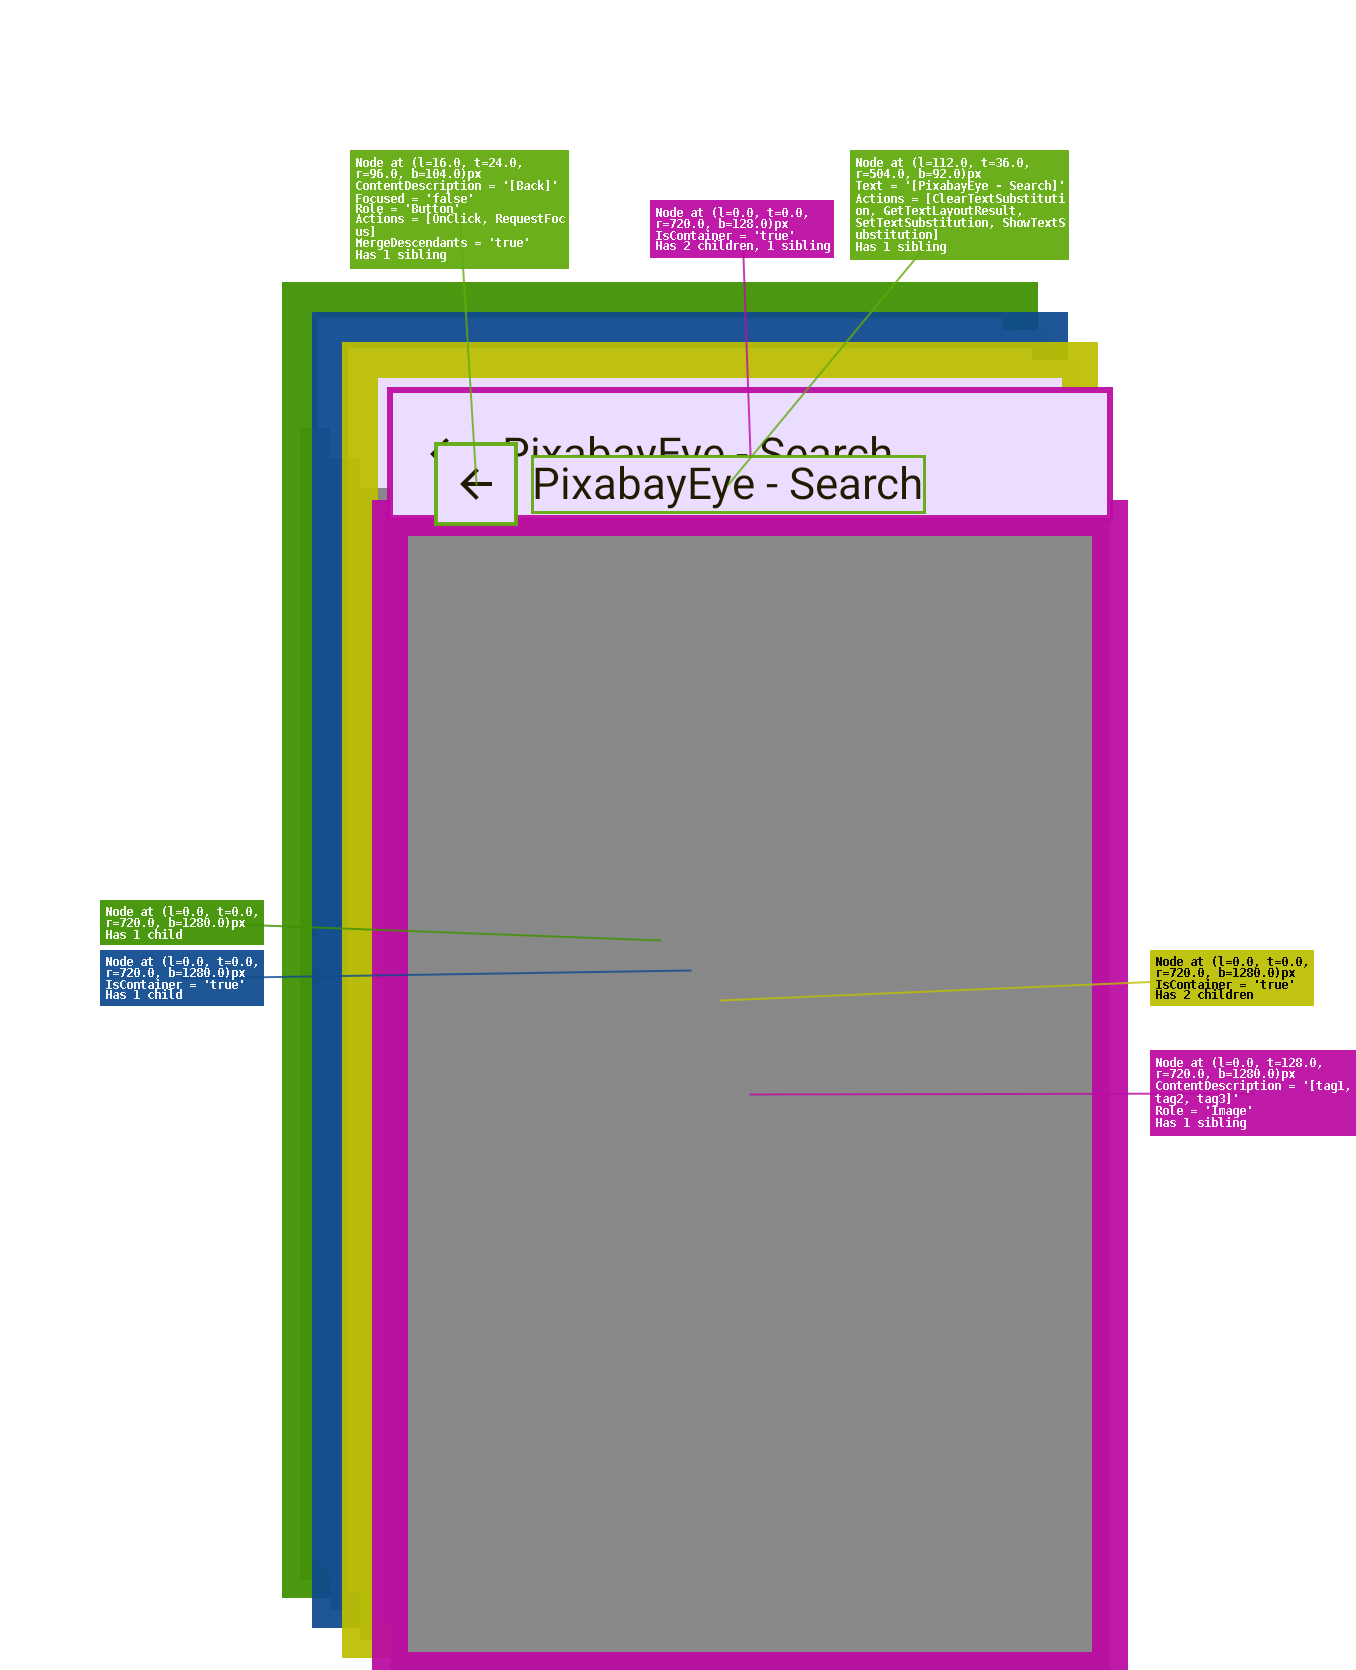 Node at (l=16.0, t=24.0,
r=96.0, b=104.0)px
ContentDescription = '[Back]'
Focused = 'false'
Role = 'Button'
Actions = [OnClick, RequestFoc
us]
MergeDescendants = 'true'
Has 1 sibling
Node at (l=0.0, t=0.0,
r=720.0, b=128.0)px
IsContainer = 'true'
Has 2 children, 1 sibling
Node at (l=112.0, t=36.0,
r=504.0, b=92.0)px
Text = '[PixabayEye - Search]'
Actions = [ClearTextSubstituti
on, GetTextLayoutResult,
SetTextSubstitution, ShowTextS
ubstitution]
Has 1 sibling
PixabayEye - Search
PixabayEye - Search
Node at (l=0.0, t=0.0,
r=720.0, b=1280.0)px
Has 1 child
Node at (l=0.0, t=0.0,
r=720.0, b=1280.0)px
IsContainer = 'true'
Has 1 child
Node at (l=0.0, t=0.0,
r=720.0, b=1280.0)px
IsContainer = 'true'
Has 2 children
Node at (l=0.0, t=128.0,
r=720.0, b=1280.0)px
ContentDescription = '[tag1,
tag2, tag3]'
Role = 'Image'
Has 1 sibling